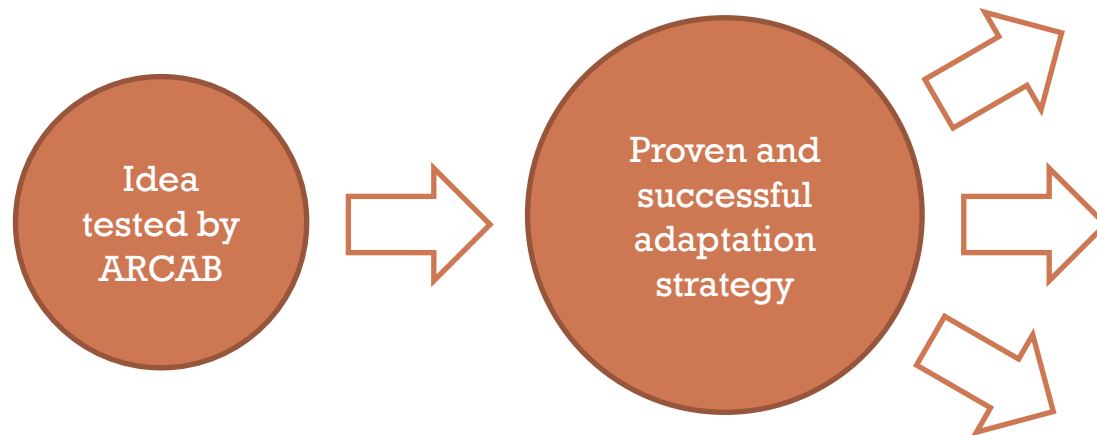 Idea
tested by
ARCAB
Proven and
successful
adaptation
strategy